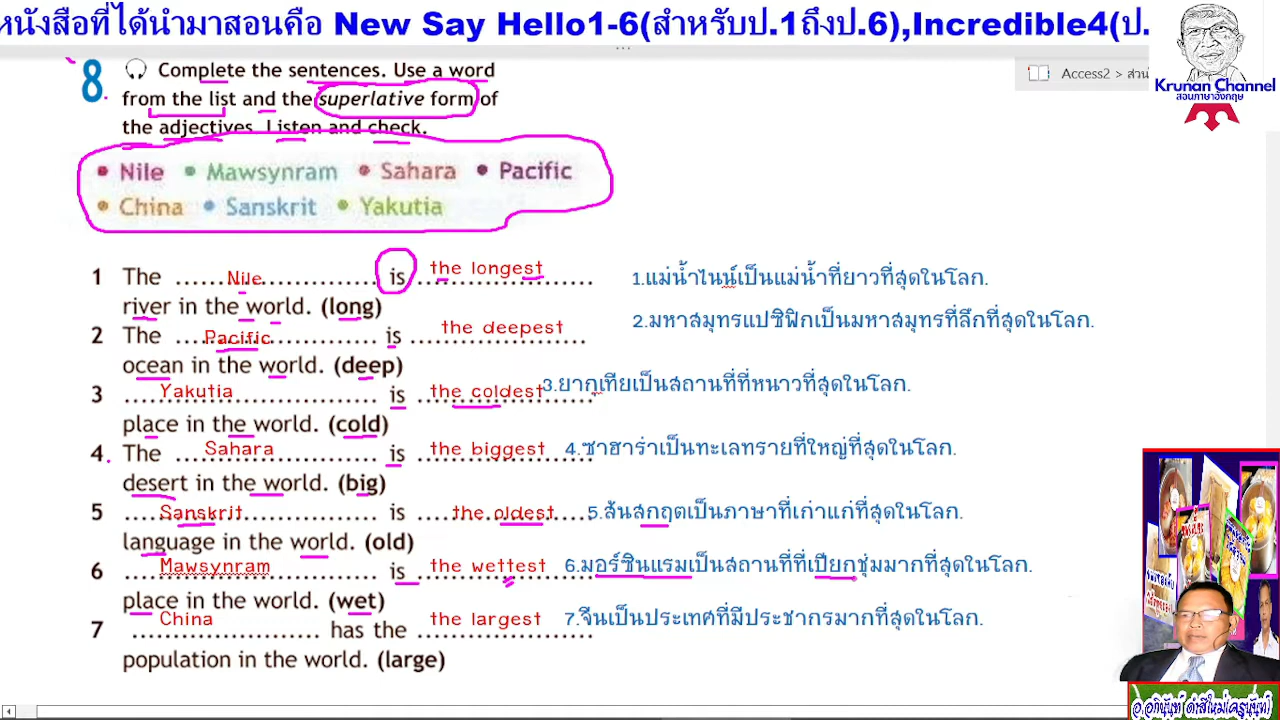 หนังสือที่ได้นำมาสอนคือ New Say Hello1-6(สำหรับป.1ถึงป.6),Incredible4(ป.
Access2 > ส่วน
Krunan Channel
สอนภาษาอังกฤษ
8 Complete the sentences. Use a word
from the list and the superlative form of
the adjectives. Listen and check.
• Nile • Mawsynram • Sahara • Pacific
• China • Sanskrit • Yakutia
1 The ......Nile...... is the longest
river in the world. (long)
1.แม่น้ำไนน์เป็นแม่น้ำที่ยาวที่สุดในโลก.
2 The ......Pacific...... is the deepest
ocean in the world. (deep)
2.มหาสมุทรแปซิฟิกเป็นมหาสมุทรที่ลึกที่สุดในโลก.
3 ......Yakutia...... is the coldest
place in the world. (cold)
3.ยากุเทียเป็นสถานที่ที่หนาวที่สุดในโลก.
4. The ......Sahara...... is the biggest
desert in the world. (big)
4.ซาฮาร่าเป็นทะเลทรายที่ใหญ่ที่สุดในโลก.
5 ......Sanskrit...... is the oldest
language in the world. (old)
5.สันสกฤตเป็นภาษาที่เก่าแก่ที่สุดในโลก.
6 ......Mawsynram...... is the wettest
place in the world. (wet)
6.มอร์ซินแรมเป็นสถานที่ที่เปียกชุ่มมากที่สุดในโลก.
7 ......China...... has the the largest
population in the world. (large)
7.จีนเป็นประเทศที่มีประชากรมากที่สุดในโลก.